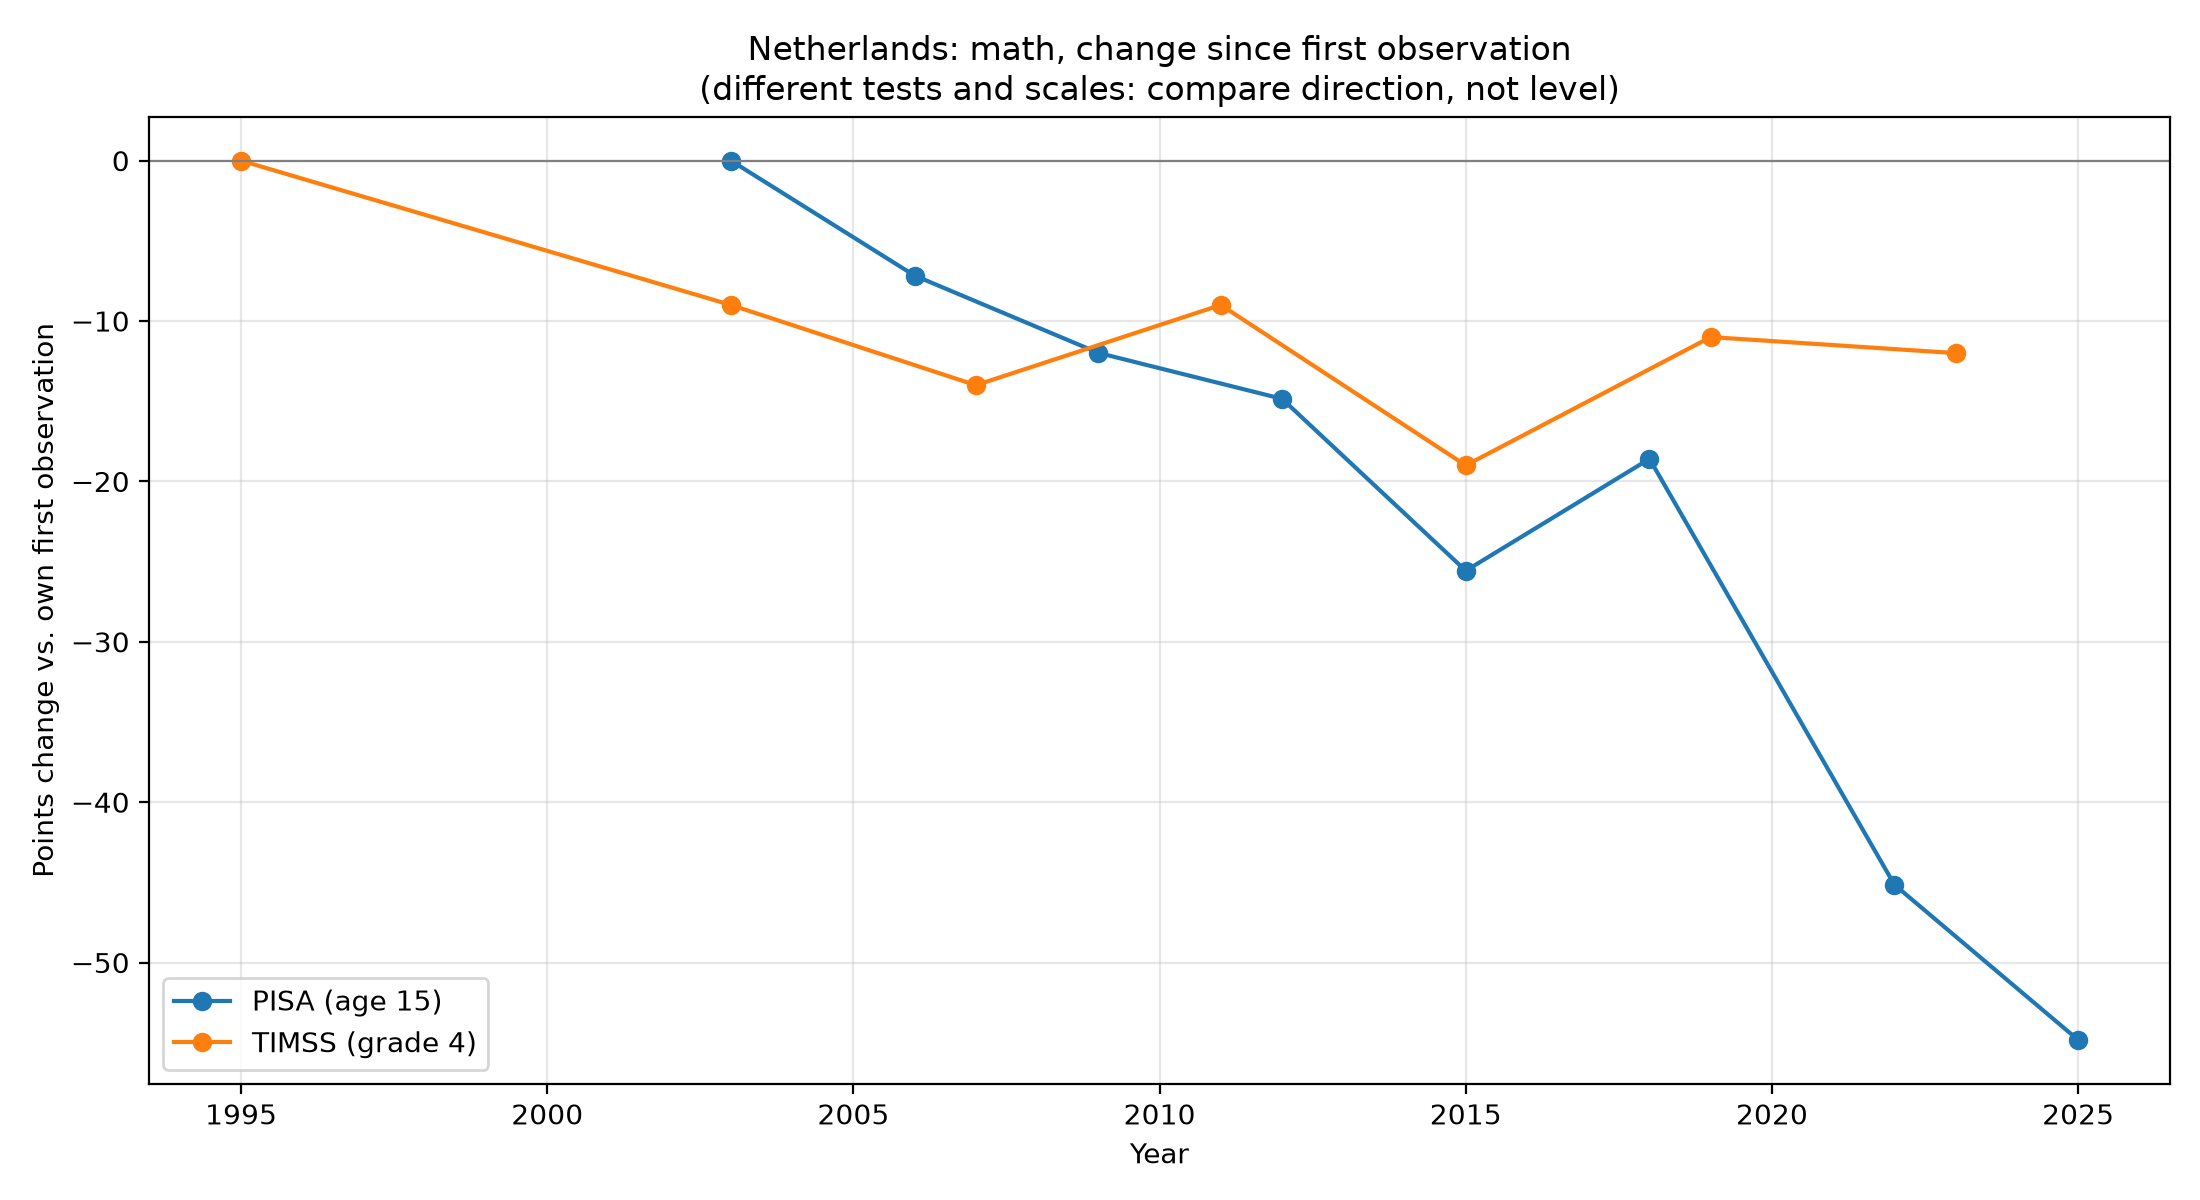 Netherlands: math, change since first observation
(different tests and scales: compare direction, not level)
Points change vs. own first observation
0
−10
−20
−30
−40
−50
PISA (age 15)
TIMSS (grade 4)
1995
2000
2005
2010
2015
2020
2025
Year